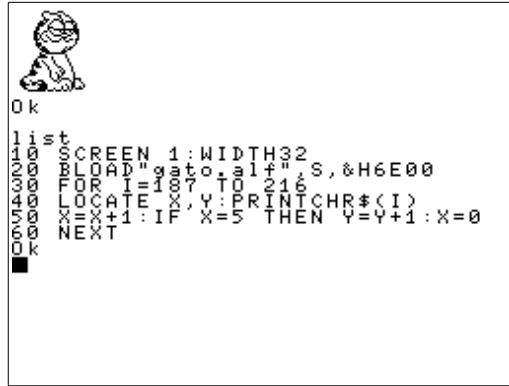 Ok
list
10 SCREEN 1:WIDTH32
20 BLOAD"gato.alf",S,&H6E00
30 FOR I=187 TO 216
40 LOCATE X,Y:PRINTCHR$(I)
50 X=X+1:IF X=5 THEN Y=Y+1:X=0
60 NEXT
Ok